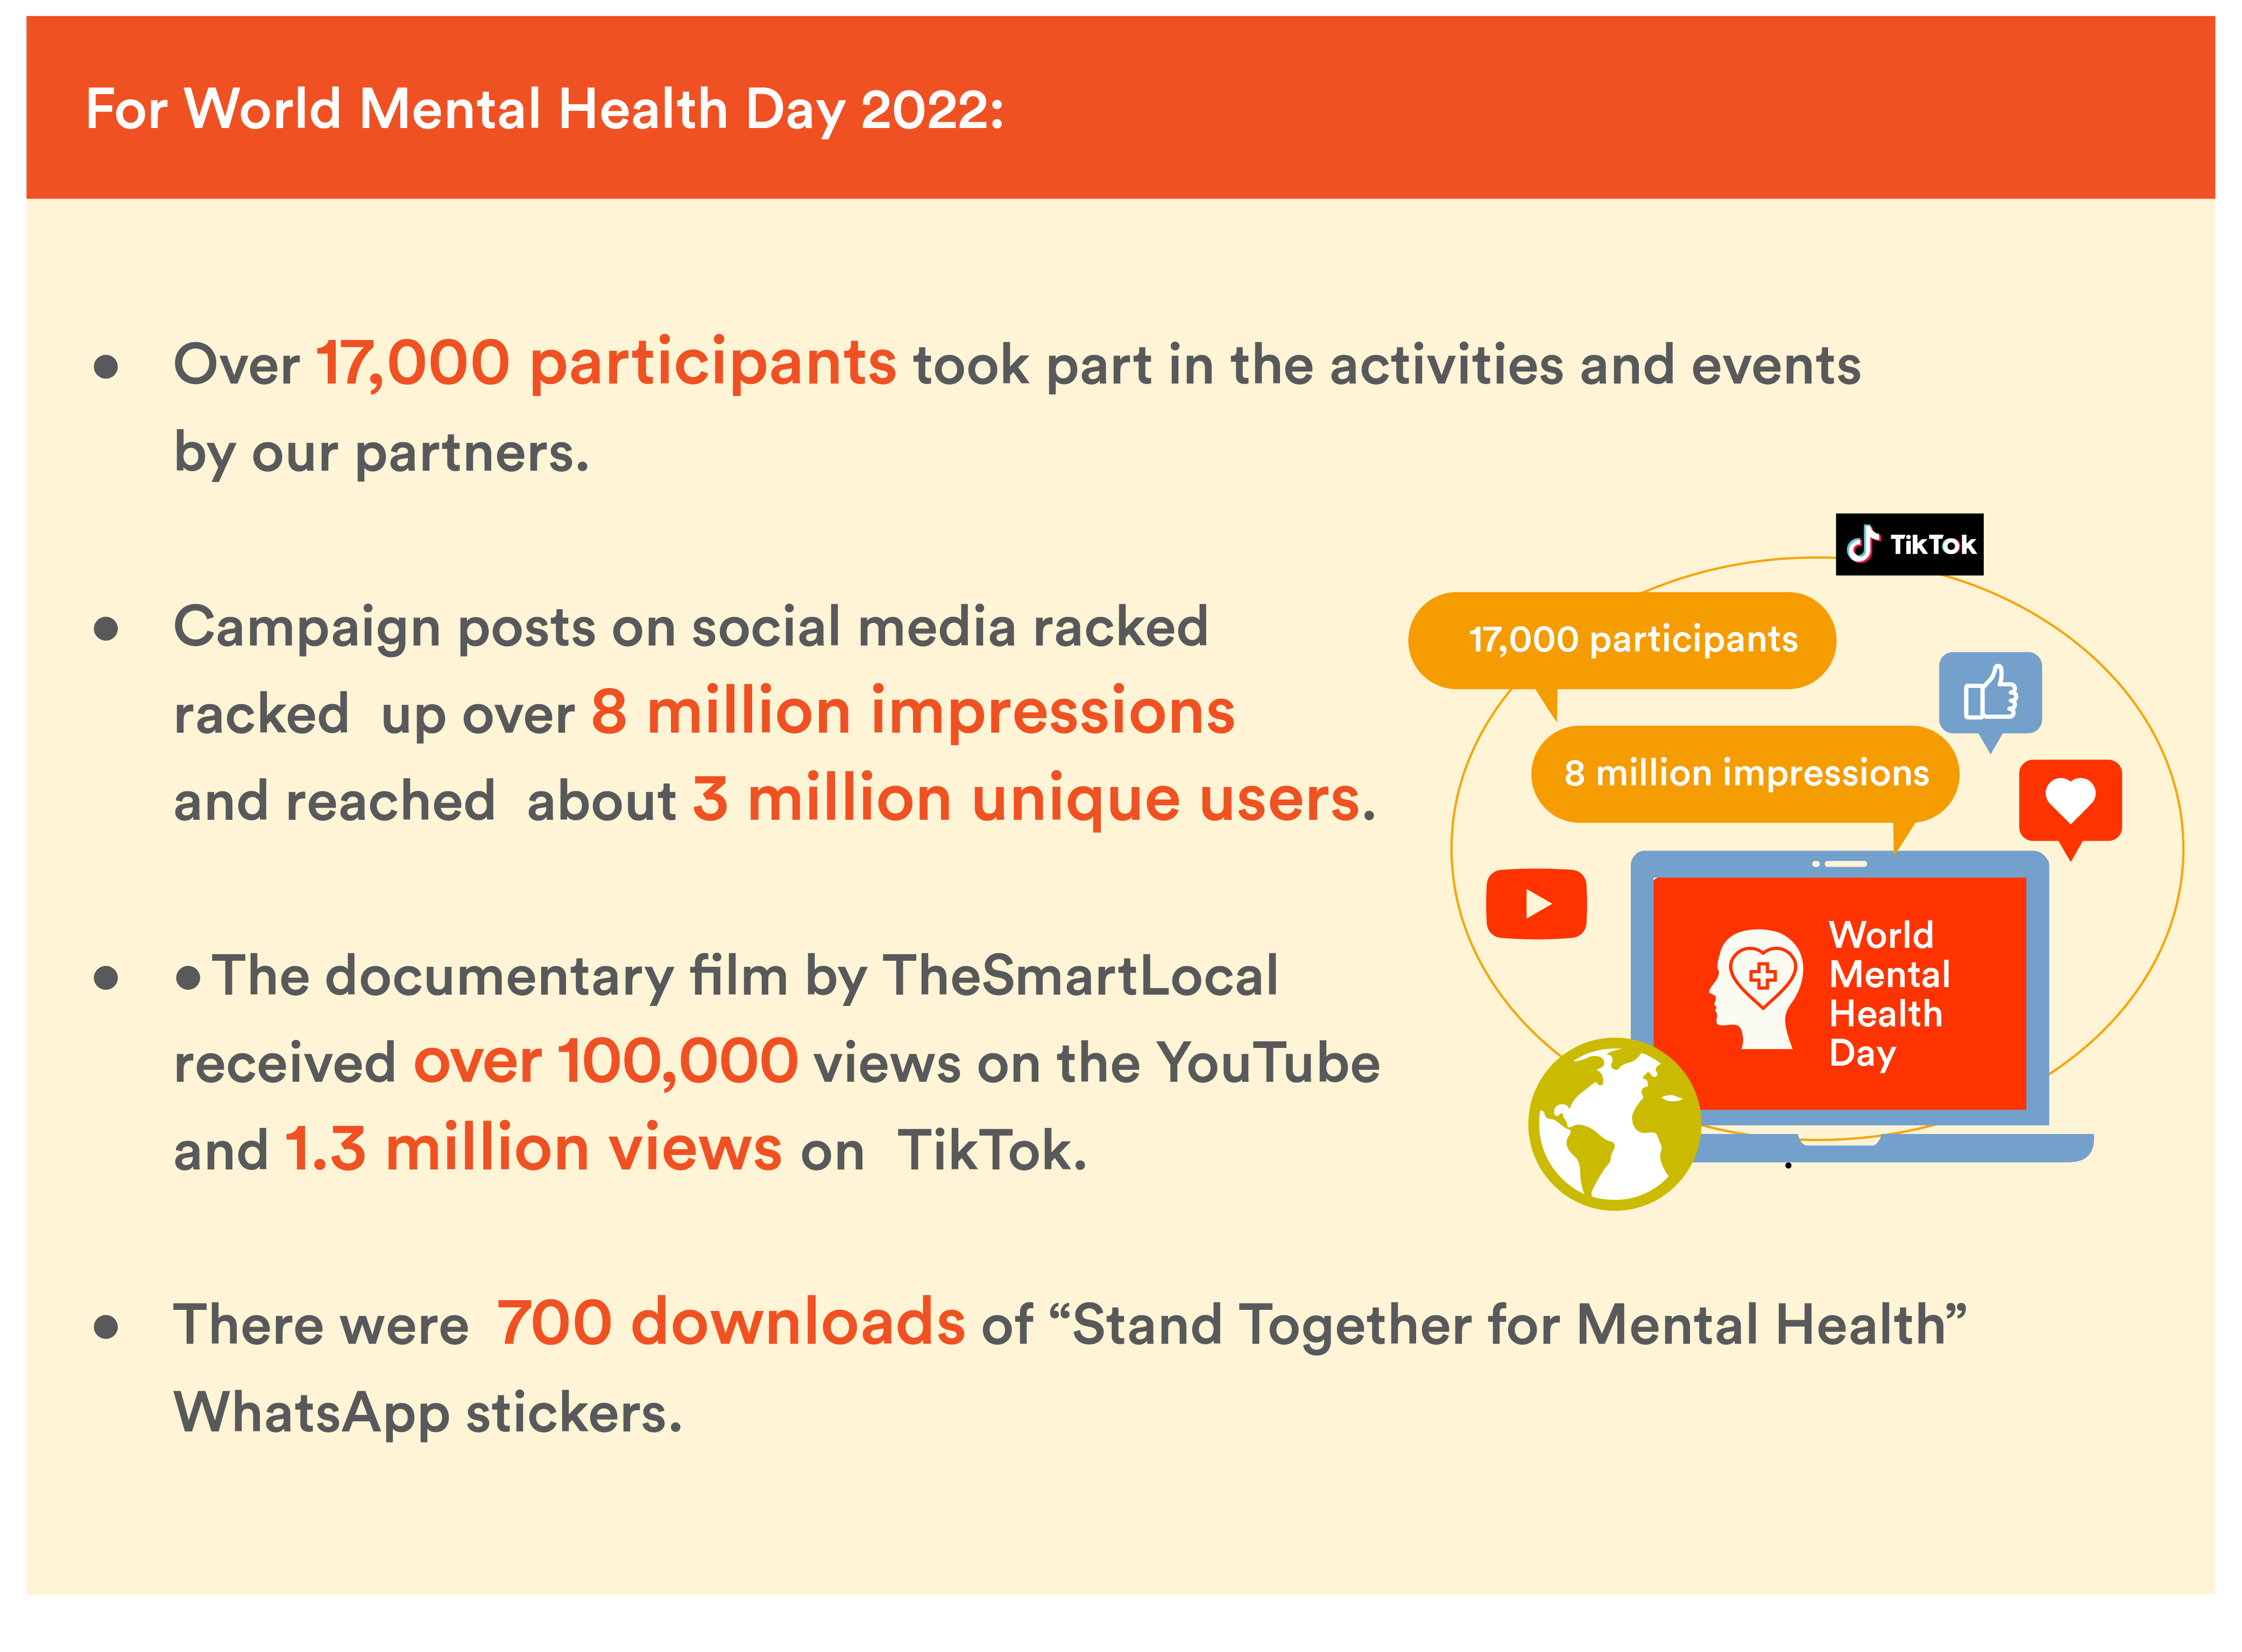 For World Mental Health Day 2022:
● Over 17,000 participants took part in the activities and events
by our partners.
● Campaign posts on social media racked
racked up over 8 million impressions
and reached about 3 million unique users.
● ● The documentary film by TheSmartLocal
received over 100,000 views on the YouTube
and 1.3 million views on TikTok.
● There were 700 downloads of “Stand Together for Mental Health”
WhatsApp stickers.
TikTok
17,000 participants
8 million impressions
World
Mental
Health
Day